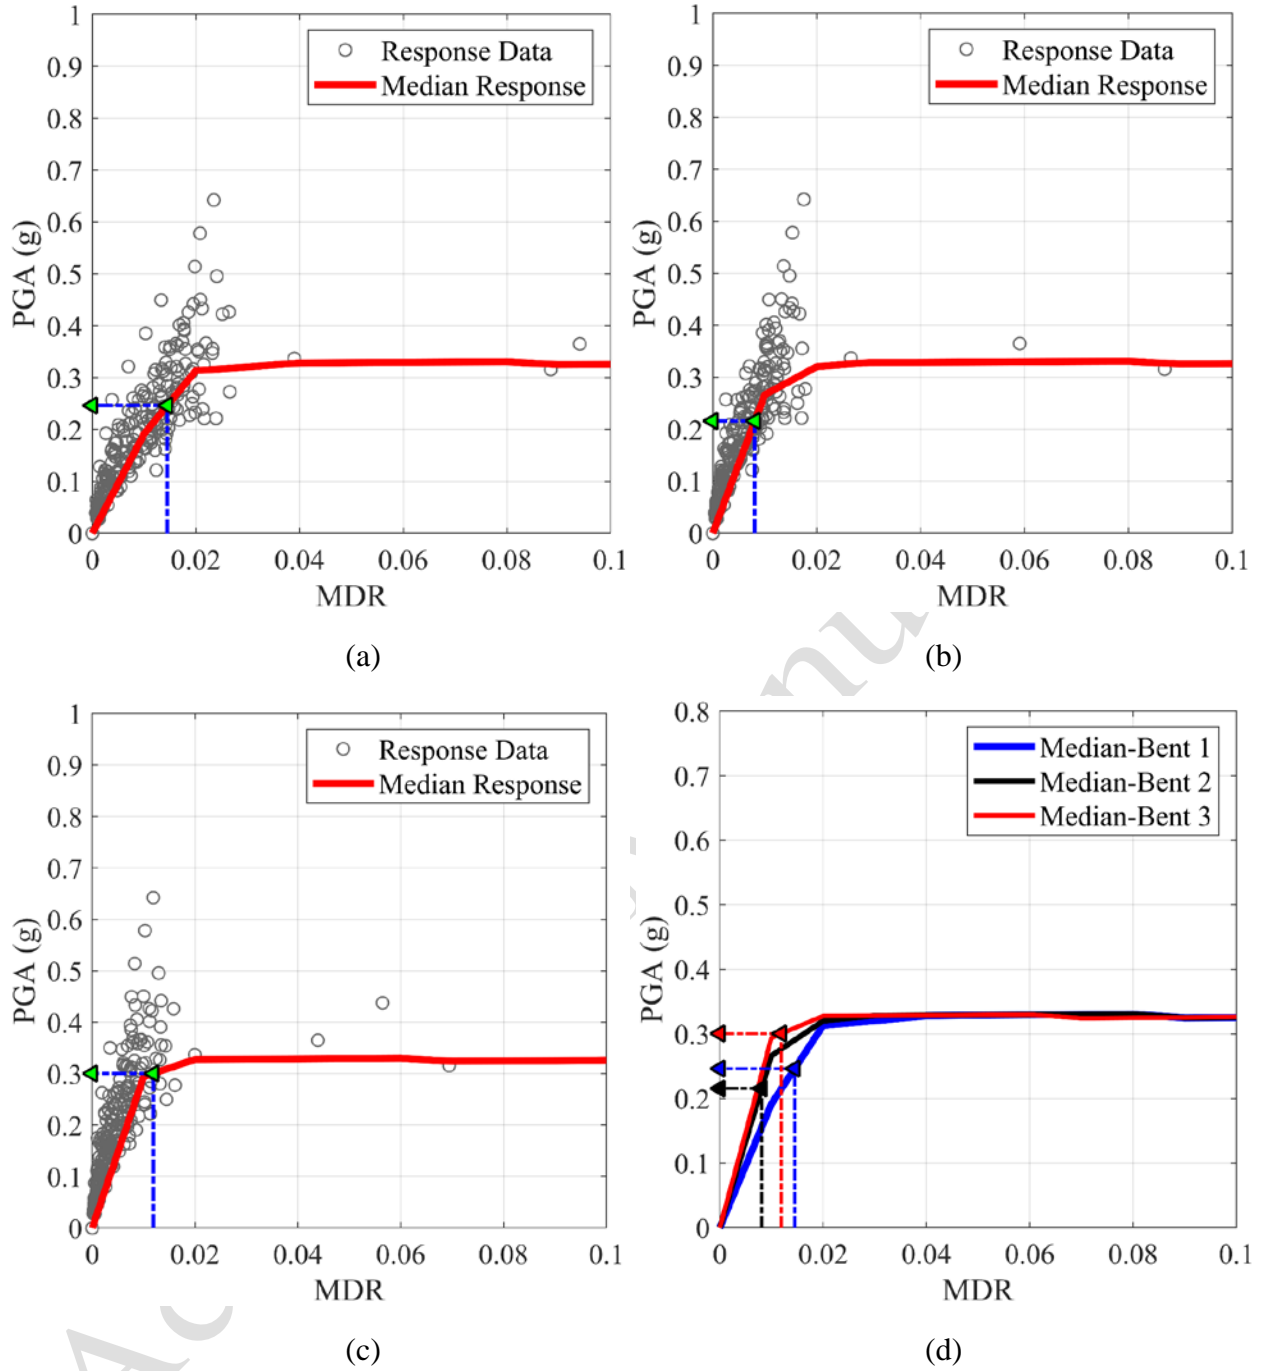 1
0.9
0.8
0.7
0.6
0.5
0.4
0.3
0.2
0.1
0
PGA (g)
Response Data
Median Response
0 0.02 0.04 0.06 0.08 0.1
MDR
(a)
1
0.9
0.8
0.7
0.6
0.5
0.4
0.3
0.2
0.1
0
PGA (g)
Response Data
Median Response
0 0.02 0.04 0.06 0.08 0.1
MDR
(b)
1
0.9
0.8
0.7
0.6
0.5
0.4
0.3
0.2
0.1
0
PGA (g)
Response Data
Median Response
0 0.02 0.04 0.06 0.08 0.1
MDR
(c)
0.8
0.7
0.6
0.5
0.4
0.3
0.2
0.1
0
PGA (g)
Median-Bent 1
Median-Bent 2
Median-Bent 3
0 0.02 0.04 0.06 0.08 0.1
MDR
(d)